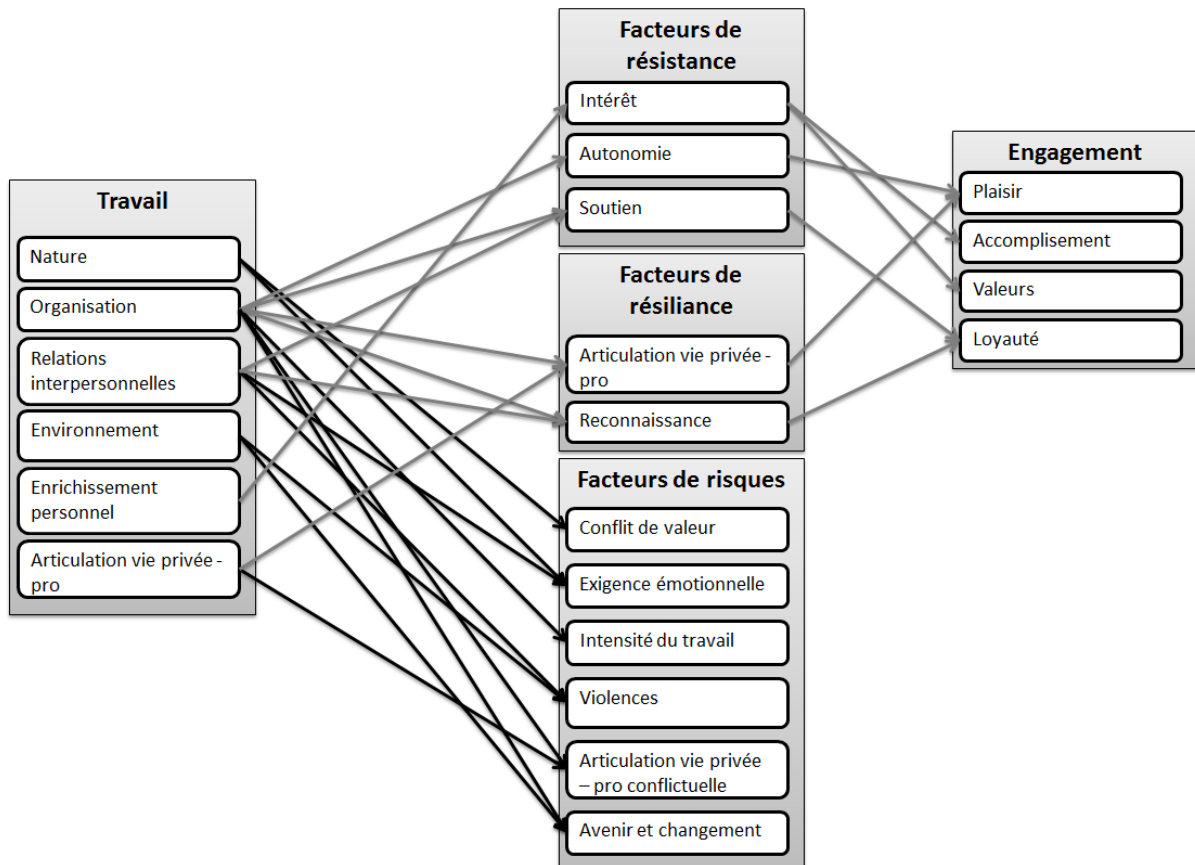 Travail
Nature
Organisation
Relations
interpersonnelles
Environnement
Enrichissement
personnel
Articulation vie privée -
pro
Facteurs de
résistance
Intérêt
Autonomie
Soutien
Facteurs de
résiliance
Articulation vie privée -
pro
Reconnaissance
Facteurs de risques
Conflit de valeur
Exigence émotionnelle
Intensité du travail
Violences
Articulation vie privée
– pro conflictuelle
Avenir et changement
Engagement
Plaisir
Accomplisement
Valeurs
Loyauté